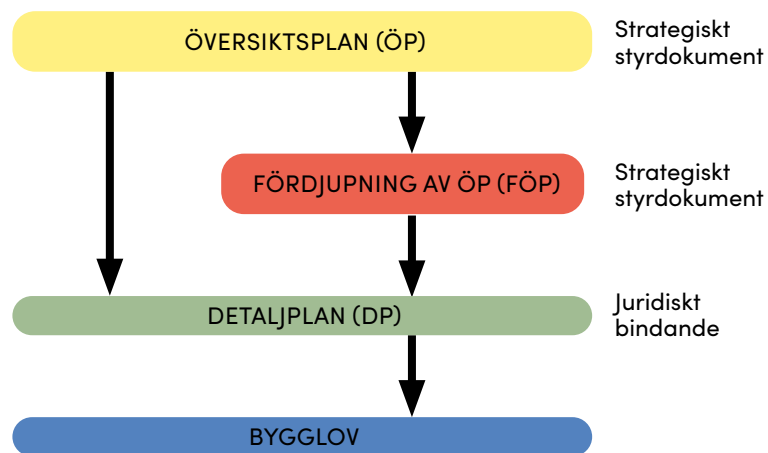 ÖVERSIKTSPLAN (ÖP)
Strategiskt
styrdokument
FÖRDJUPNING AV ÖP (FÖP)
Strategiskt
styrdokument
DETALJPLAN (DP)
Juridiskt
bindande
BYGGLOV